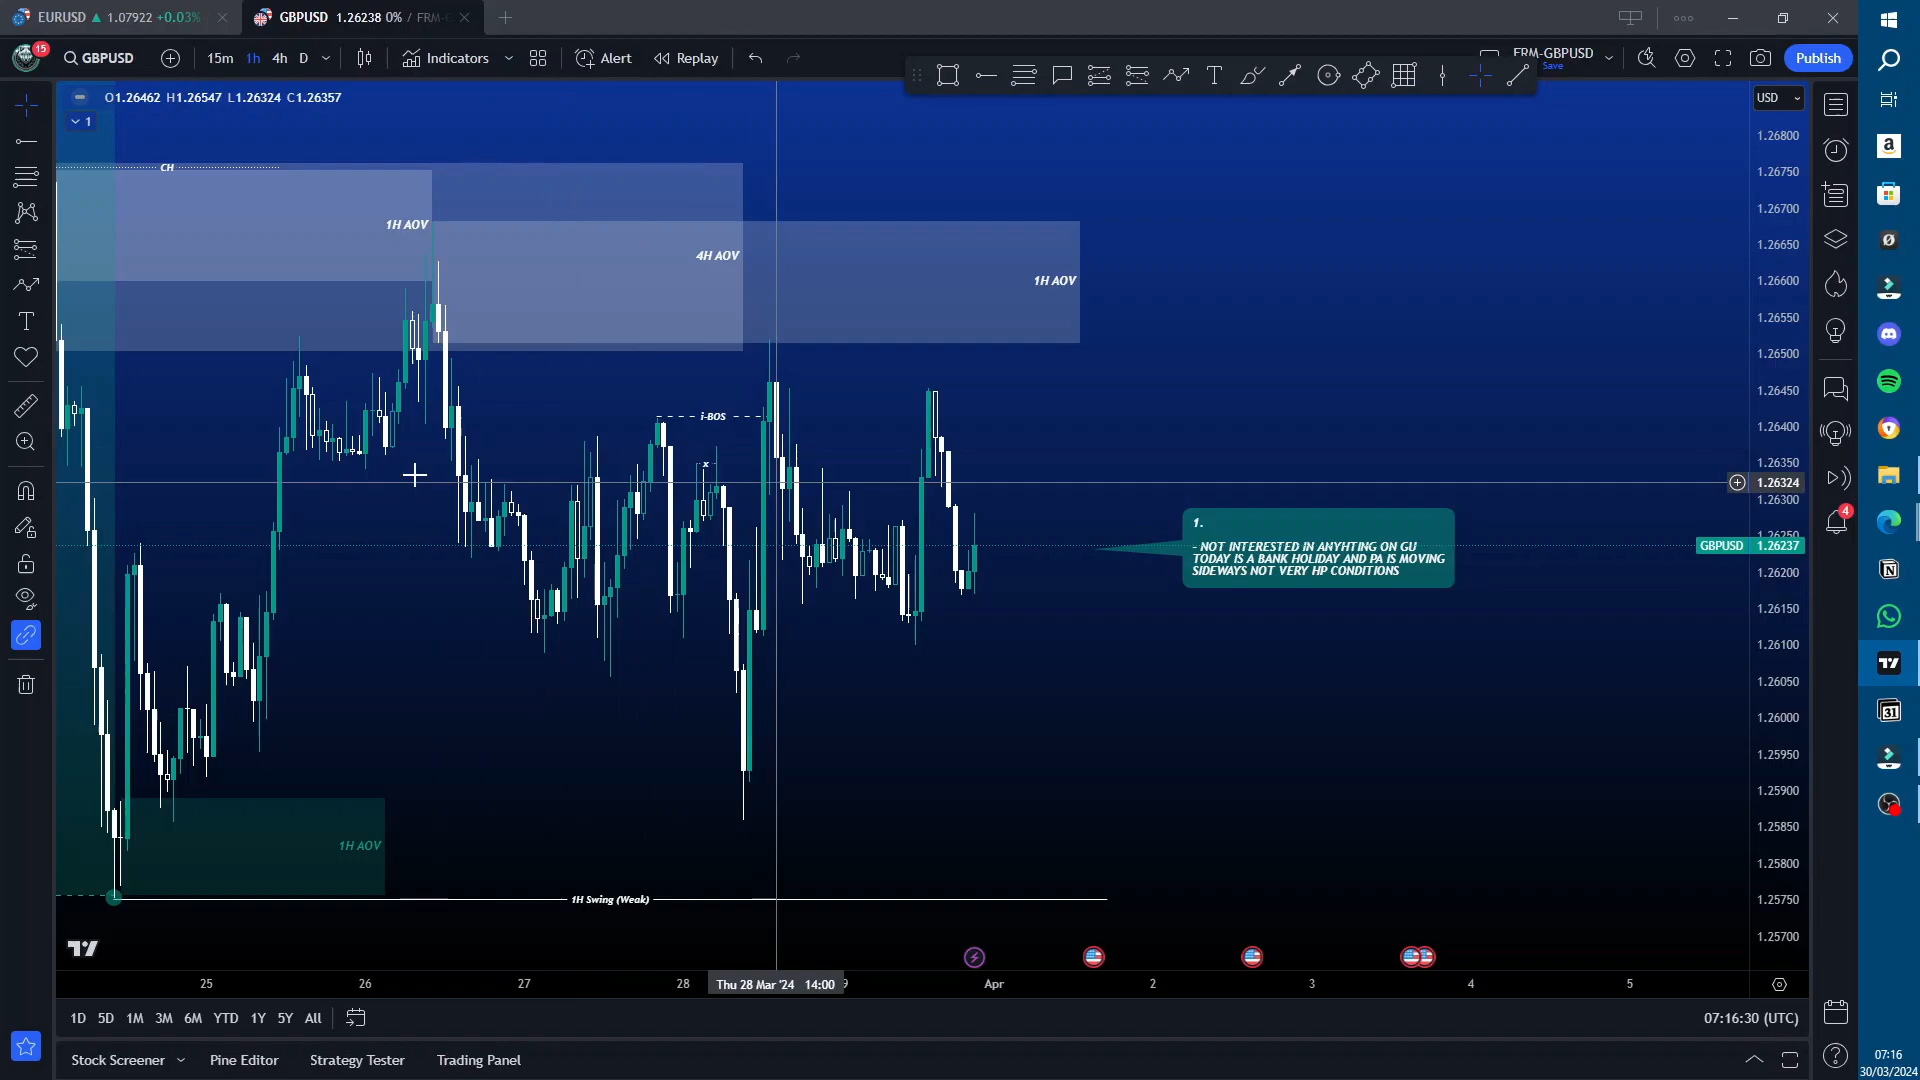 EURUSD ▲ 1.07922 +0.03%
GBPUSD 1.26238 0% / FRM-
15
GBPUSD
15m 1h 4h D
Indicators
Alert
Replay
FRM-GBPUSD
Save
Publish
O1.26462 H1.26547 L1.26324 C1.26357
1
USD
1.26800
CH
1.26750
1.26700
1H AOV
1.26650
4H AOV
1H AOV
1.26600
1.26550
1.26500
1.26450
i-BOS
1.26400
x
1.26350
1.26324
1.26300
1.
- NOT INTERESTED IN ANYHTING ON GU
TODAY IS A BANK HOLIDAY AND PA IS MOVING
SIDEWAYS NOT VERY HP CONDITIONS
GBPUSD 1.26237
4
1.26200
1.26150
1.26100
1.26050
1.26000
1.25950
1.25900
1.25850
1H AOV
1.25800
1H Swing (Weak)
1.25750
1.25700
25 26 27 28 Thu 28 Mar '24 14:00 9 Apr 2 3 4 5
1D 5D 1M 3M 6M YTD 1Y 5Y All
07:16:30 (UTC)
Stock Screener Pine Editor Strategy Tester Trading Panel
31
07:16
30/03/2024